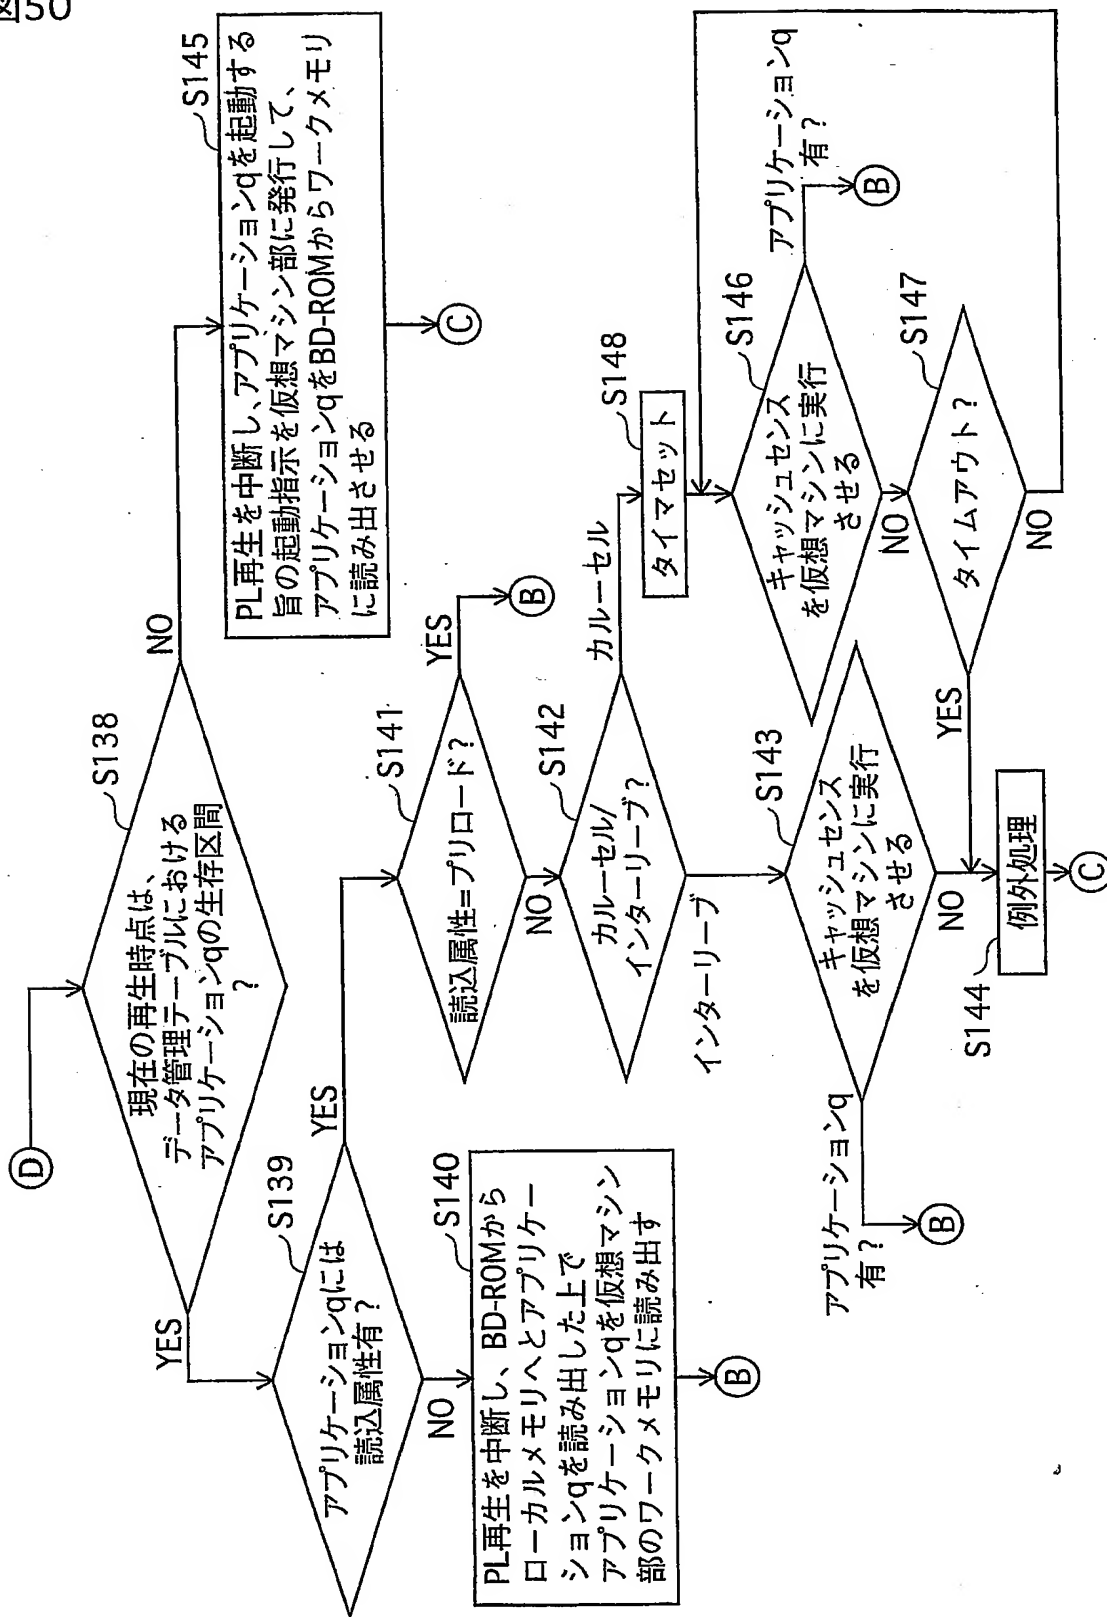 図50
D
現在の再生時点は、
データ管理テーブルにおける
アプリケーションqの生存区間
?
S138
YES
NO
S145
PL再生を中断し、アプリケーションqを起動する
旨の起動指示を仮想マシン部に発行して、
アプリケーションqをBD-ROMからワークメモリ
に読み出させる
C
アプリケーションqには
読込属性有?
S139
YES
NO
S140
PL再生を中断し、BD-ROMから
ローカルメモリへとアプリケー
ションqを読み出した上で
アプリケーションqを仮想マシン
部のワークメモリに読み出す
B
読込属性=プリロード?
S141
YES
B
NO
カルーセル/
インターリーブ?
S142
カルーセル
インターリーブ
S148
タイマセット
キャッシュセンス
を仮想マシンに実行
させる
S143
アプリケーションq
有?
B
NO
キャッシュセンス
を仮想マシンに実行
させる
S146
アプリケーションq
有?
B
NO
タイムアウト?
S147
YES
NO
S144
例外処理
C